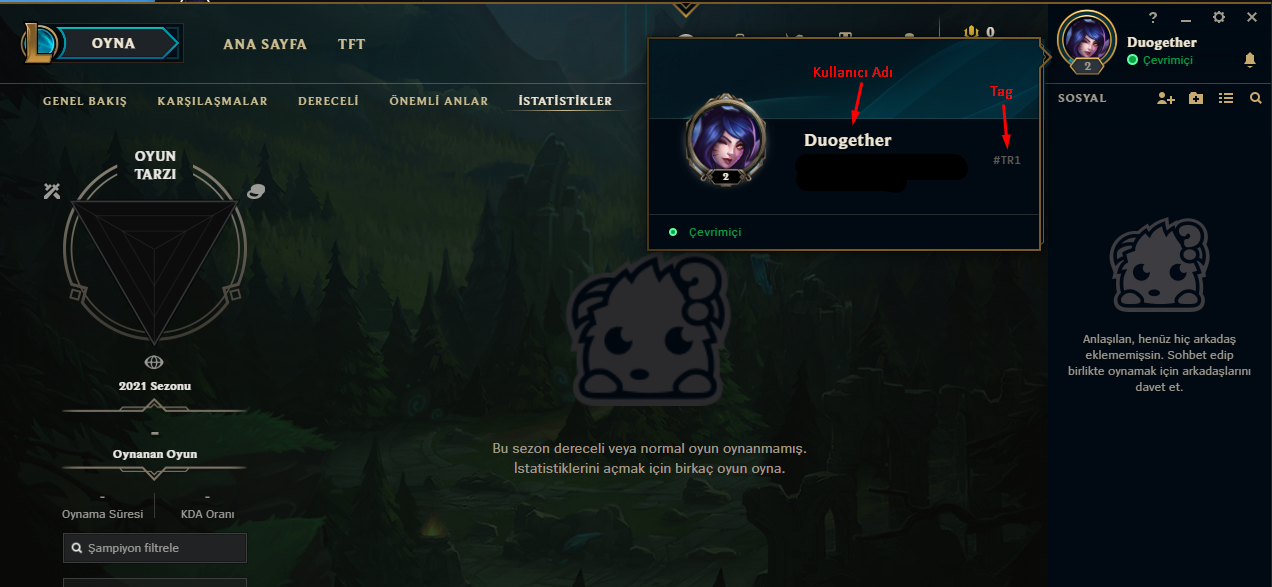 OYNA
ANA SAYFA
TFT
0
?
Duogether
Çevrimiçi
2
GENEL BAKIŞ
KARŞILAŞMALAR
DERECELİ
ÖNEMLİ ANLAR
İSTATİSTİKLER
Kullanıcı Adı
Tag
Duogether
#TR1
2
Çevrimiçi
SOSYAL
OYUN
TARZI
2021 Sezonu
-
Oynanan Oyun
-
Oynama Süresi
-
KDA Oranı
Şampiyon filtrele
Bu sezon dereceli veya normal oyun oynanmamış.
İstatistiklerini açmak için birkaç oyun oyna.
Anlaşılan, henüz hiç arkadaş
eklememişsin. Sohbet edip
birlikte oynamak için arkadaşlarını
davet et.